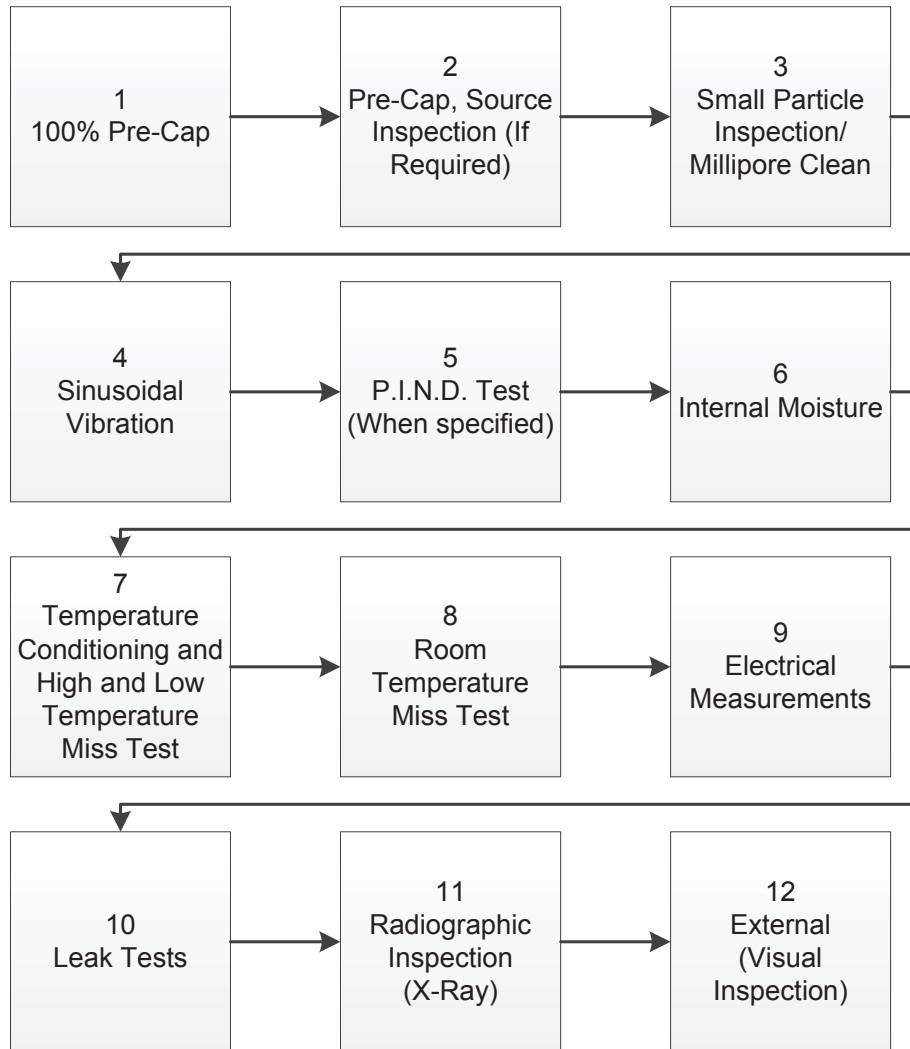 1
100% Pre-Cap
2
Pre-Cap, Source
Inspection (If
Required)
3
Small Particle
Inspection/
Millipore Clean
4
Sinusoidal
Vibration
5
P.I.N.D. Test
(When specified)
6
Internal Moisture
7
Temperature
Conditioning and
High and Low
Temperature
Miss Test
8
Room
Temperature
Miss Test
9
Electrical
Measurements
10
Leak Tests
11
Radiographic
Inspection
(X-Ray)
12
External
(Visual
Inspection)